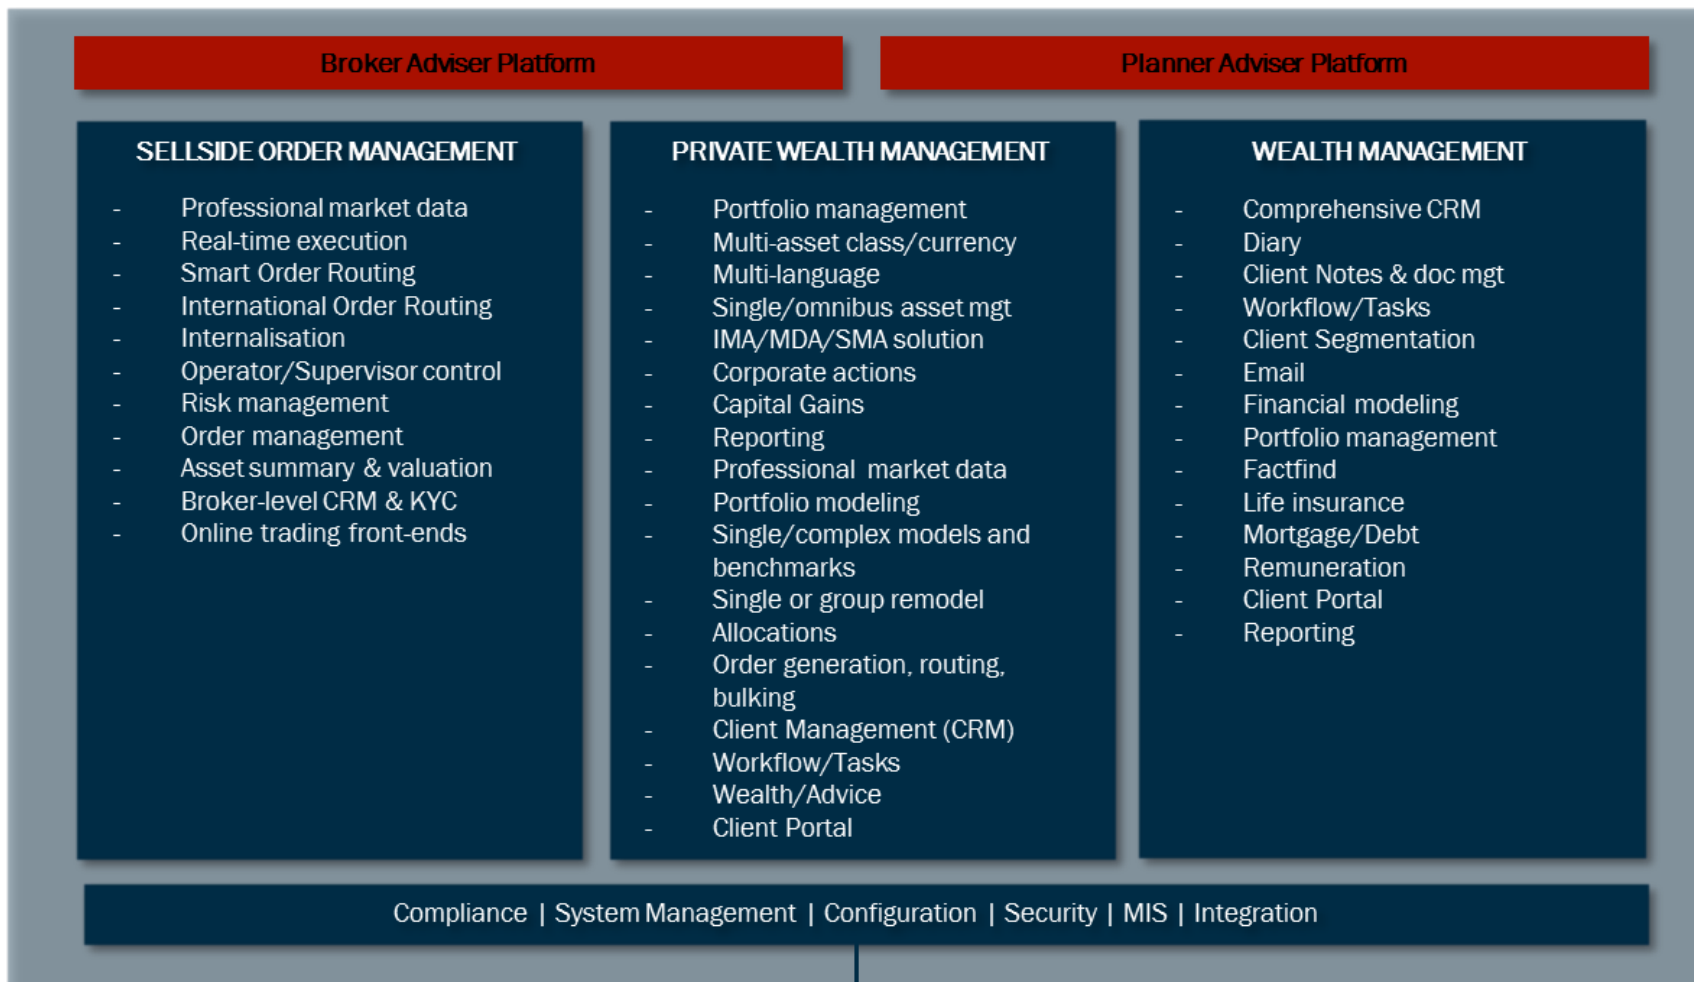 Broker Adviser Platform
Planner Adviser Platform
SELLSIDE ORDER MANAGEMENT
- Professional market data
- Real-time execution
- Smart Order Routing
- International Order Routing
- Internalisation
- Operator/Supervisor control
- Risk management
- Order management
- Asset summary & valuation
- Broker-level CRM & KYC
- Online trading front-ends
PRIVATE WEALTH MANAGEMENT
- Portfolio management
- Multi-asset class/currency
- Multi-language
- Single/omnibus asset mgt
- IMA/MDA/SMA solution
- Corporate actions
- Capital Gains
- Reporting
- Professional market data
- Portfolio modeling
- Single/complex models and
benchmarks
- Single or group remodel
- Allocations
- Order generation, routing,
bulking
- Client Management (CRM)
- Workflow/Tasks
- Wealth/Advice
- Client Portal
WEALTH MANAGEMENT
- Comprehensive CRM
- Diary
- Client Notes & doc mgt
- Workflow/Tasks
- Client Segmentation
- Email
- Financial modeling
- Portfolio management
- Factfind
- Life insurance
- Mortgage/Debt
- Remuneration
- Client Portal
- Reporting
Compliance | System Management | Configuration | Security | MIS | Integration